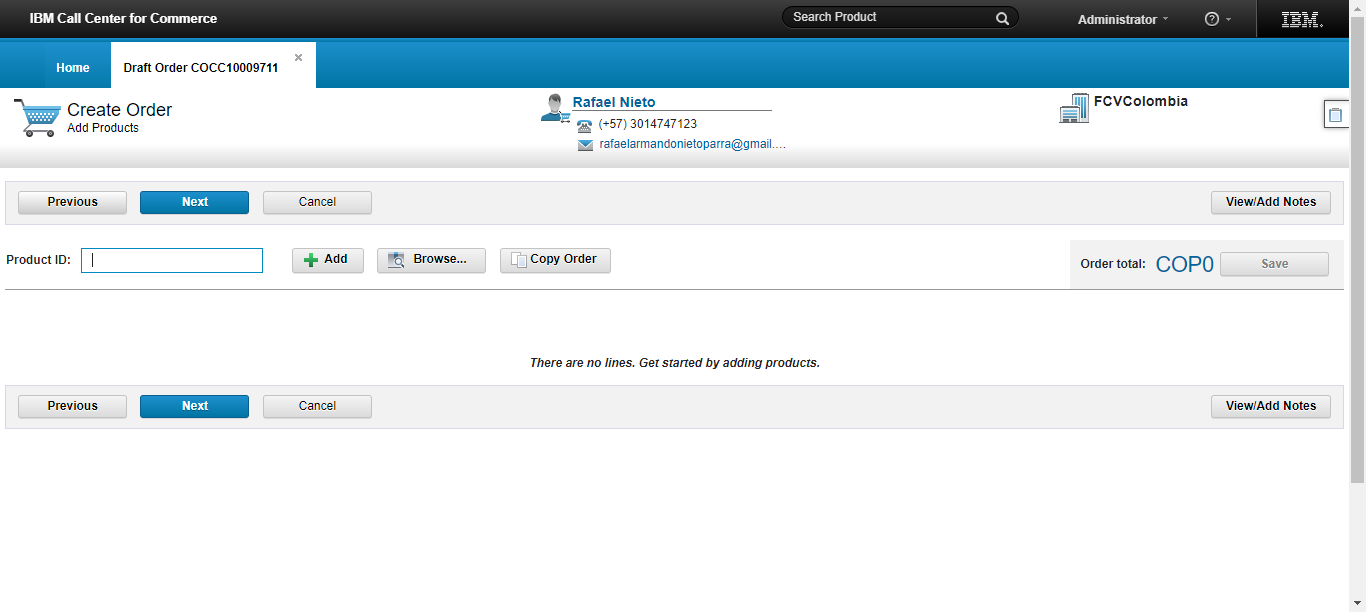 IBM Call Center for Commerce
Search Product
Administrator
?
IBM.
Home
Draft Order COCC10009711
Create Order
Add Products
Rafael Nieto
(+57) 3014747123
rafaelarmandonietoparra@gmail....
FCVColombia
Previous
Next
Cancel
View/Add Notes
Product ID:
Add
Browse...
Copy Order
Order total: COP0
Save
There are no lines. Get started by adding products.
Previous
Next
Cancel
View/Add Notes